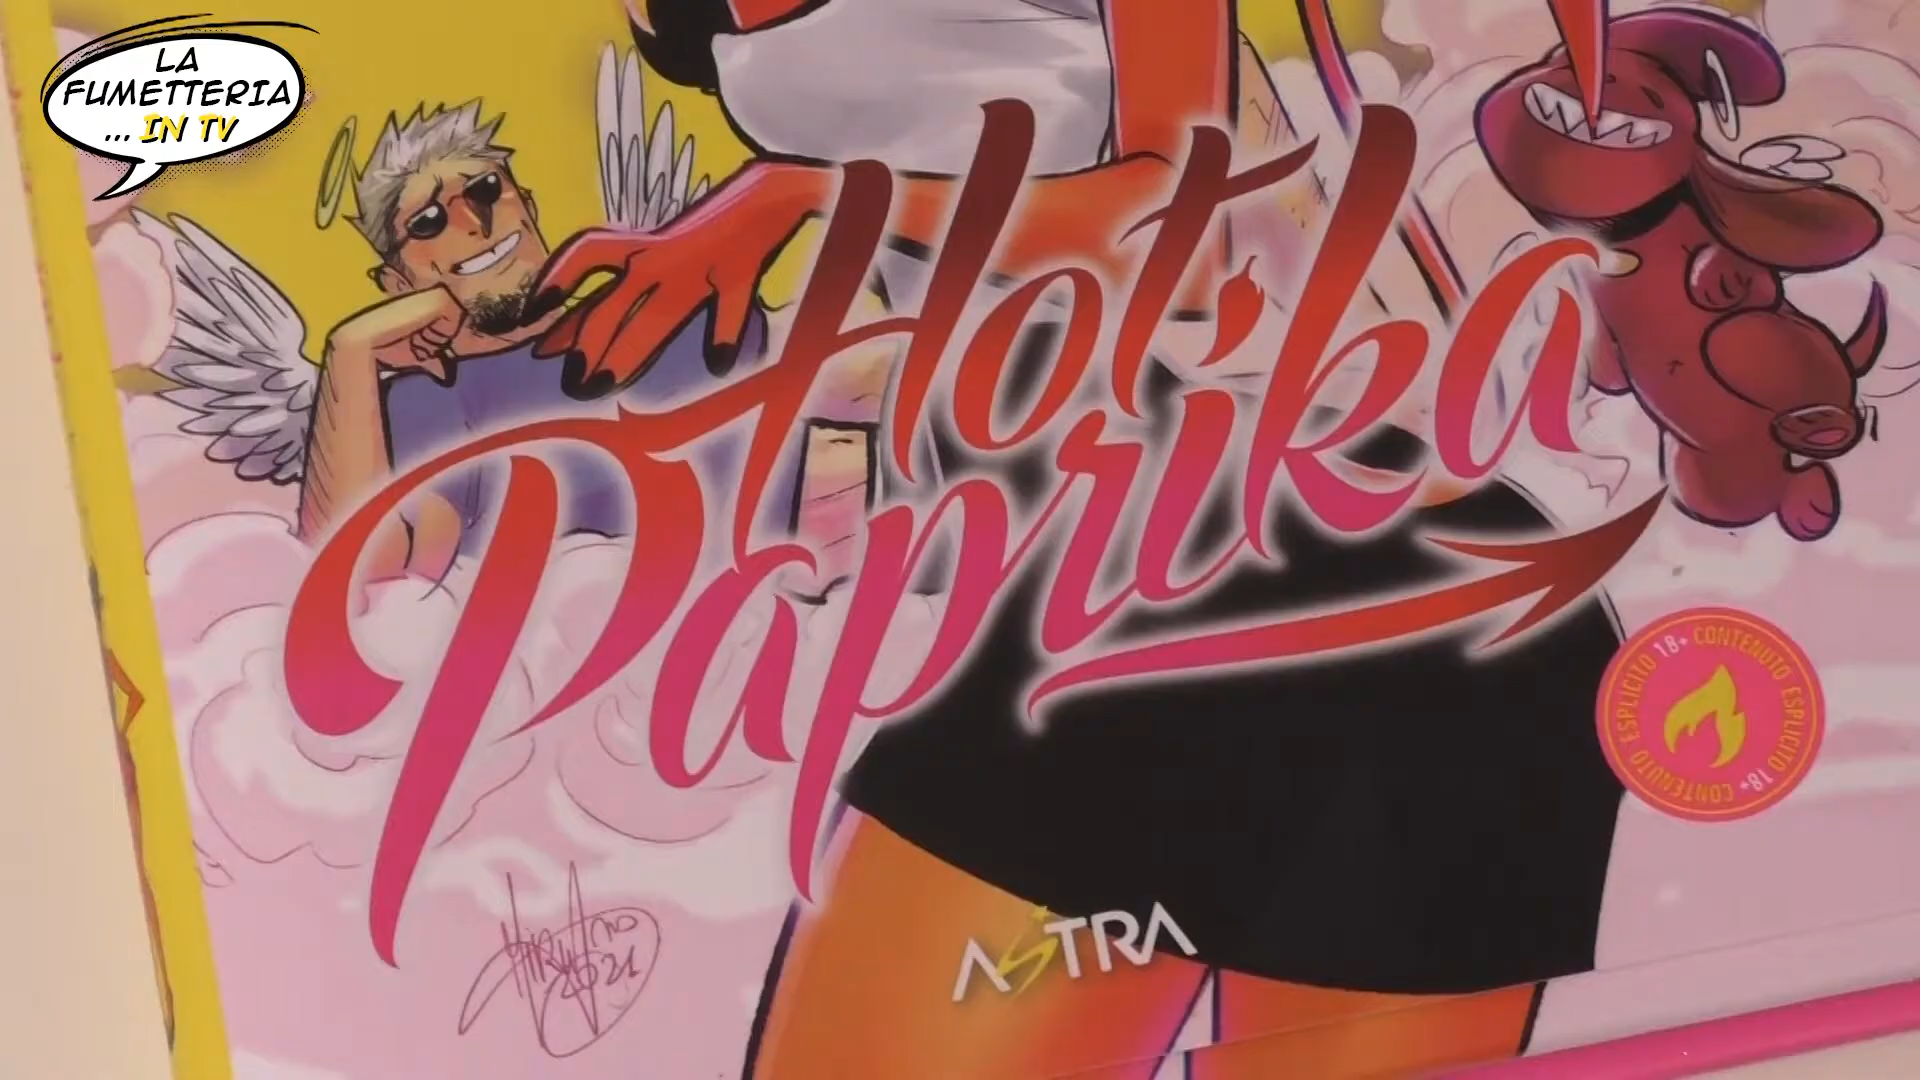 LA
FUMETTERIA
... IN TV
Hot
Paprika
ASTRA
18+ CONTENUTO ESPLICITO 18+ CONTENUTO ESPLICITO